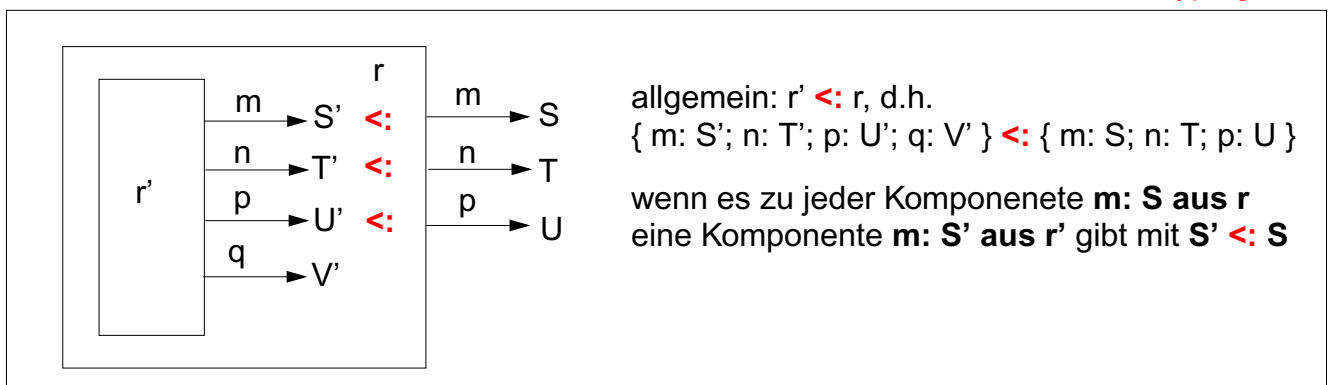 r
m S’ <: m S
n T’ <: n T
r’
p U’ <: p U
q V’
allgemein: r’ <: r, d.h.
{ m: S’; n: T’; p: U’; q: V’ } <: { m: S; n: T; p: U }
wenn es zu jeder Komponenete m: S aus r
eine Komponente m: S’ aus r’ gibt mit S’ <: S